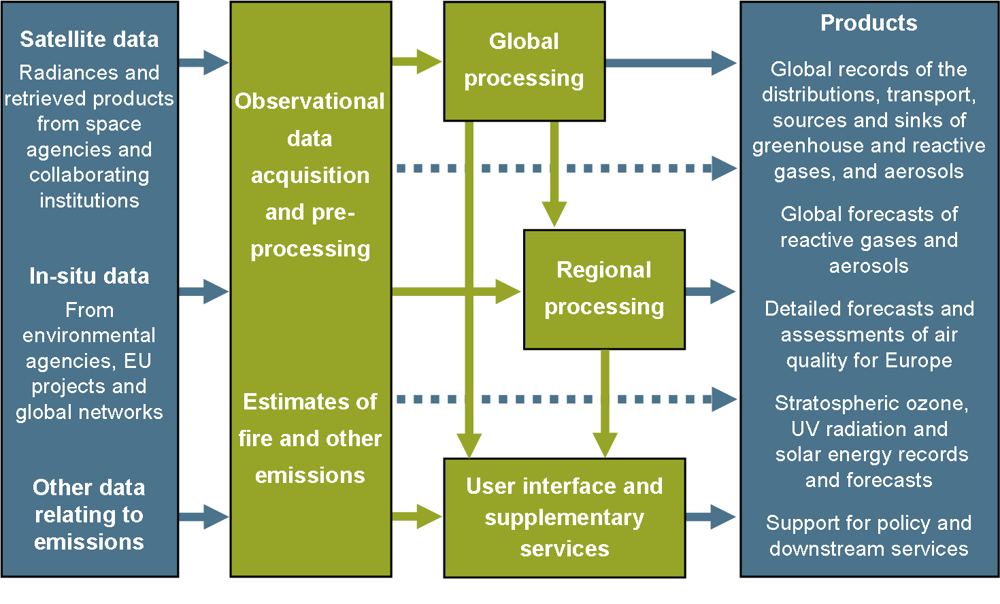 Satellite data
Radiances and
retrieved products
from space
agencies and
collaborating
institutions
In-situ data
From
environmental
agencies, EU
projects and
global networks
Other data
relating to
emissions
Observational
data
acquisition
and pre-
processing
Estimates of
fire and other
emissions
Global
processing
Regional
processing
User interface and
supplementary
services
Products
Global records of the
distributions, transport,
sources and sinks of
greenhouse and reactive
gases, and aerosols
Global forecasts of
reactive gases and
aerosols
Detailed forecasts and
assessments of air
quality for Europe
Stratospheric ozone,
UV radiation and
solar energy records
and forecasts
Support for policy and
downstream services